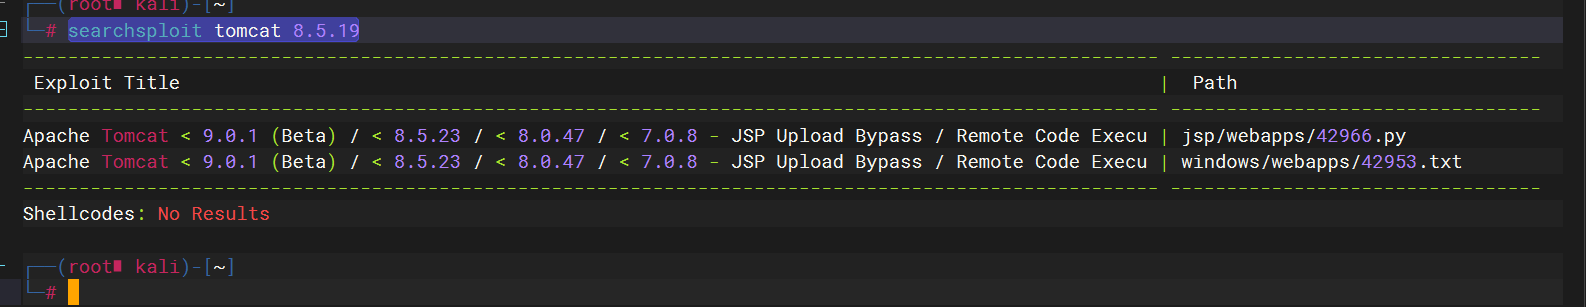 ┌──(root㉿ kali)-[~]
└─# searchsploit tomcat 8.5.19
---------------------------------------------------------------------------------------------------- ---------------------------------
Exploit Title | Path
---------------------------------------------------------------------------------------------------- ---------------------------------
Apache Tomcat < 9.0.1 (Beta) / < 8.5.23 / < 8.0.47 / < 7.0.8 - JSP Upload Bypass / Remote Code Execu | jsp/webapps/42966.py
Apache Tomcat < 9.0.1 (Beta) / < 8.5.23 / < 8.0.47 / < 7.0.8 - JSP Upload Bypass / Remote Code Execu | windows/webapps/42953.txt
---------------------------------------------------------------------------------------------------- ---------------------------------
Shellcodes: No Results
┌──(root㉿ kali)-[~]
└─#